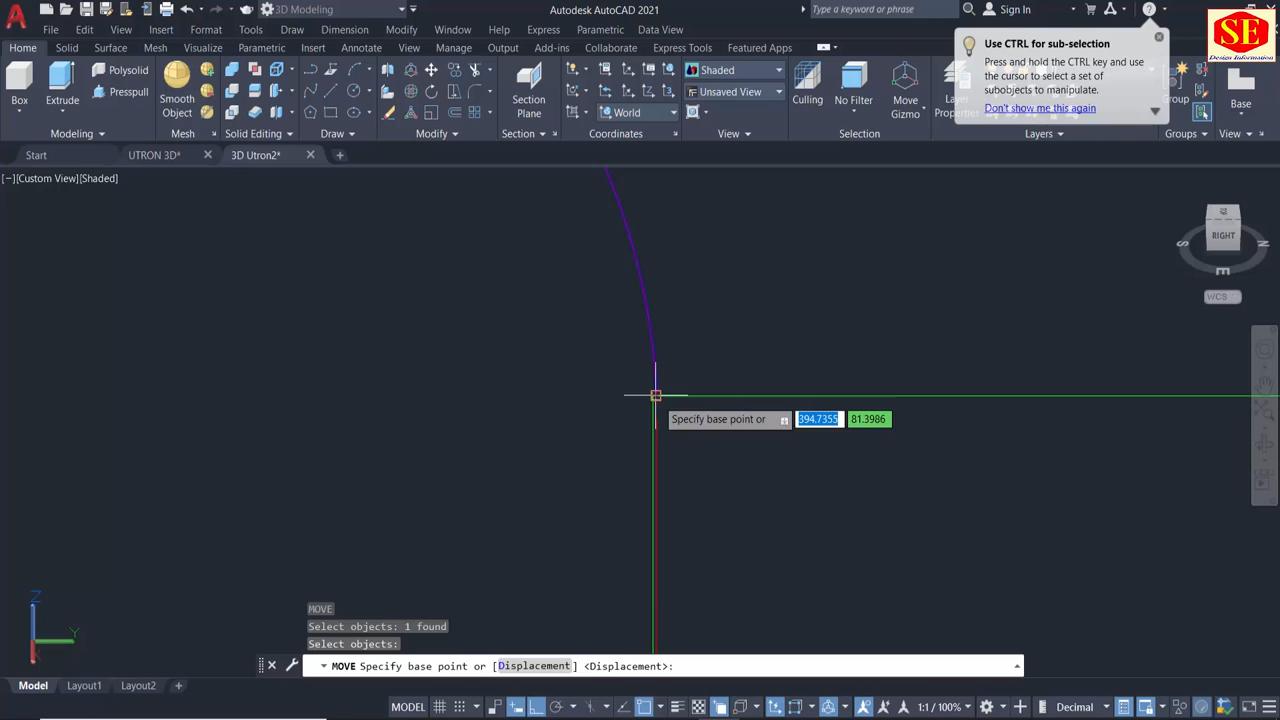 3D Modeling
Autodesk AutoCAD 2021
Type a keyword or phrase
Sign In
SE
Design Information
File Edit View Insert Format Tools Draw Dimension Modify Window Help Express Parametric Data View
Home Solid Surface Mesh Visualize Parametric Insert Annotate View Manage Output Add-ins Collaborate Express Tools Featured Apps
Use CTRL for sub-selection
Press and hold the CTRL key and use
the cursor to select a set of
subobjects to manipulate.
Don't show me this again
Box
Extrude
Polysolid
Presspull
Smooth
Object
Section
Plane
World
Shaded
Unsaved View
Culling
No Filter
Move
Gizmo
Layer
Properties
Group
Base
Modeling
Mesh
Solid Editing
Draw
Modify
Section
Coordinates
View
Selection
Layers
Groups
View
Start
UTRON 3D*
3D Utron2*
[−][Custom View][Shaded]
RIGHT
S
N
E
WCS
Specify base point or
394.7355
81.3986
Z
Y
MOVE
Select objects: 1 found
Select objects:
MOVE Specify base point or [Displacement] <Displacement>:
Model Layout1 Layout2
MODEL
1:1 / 100%
Decimal